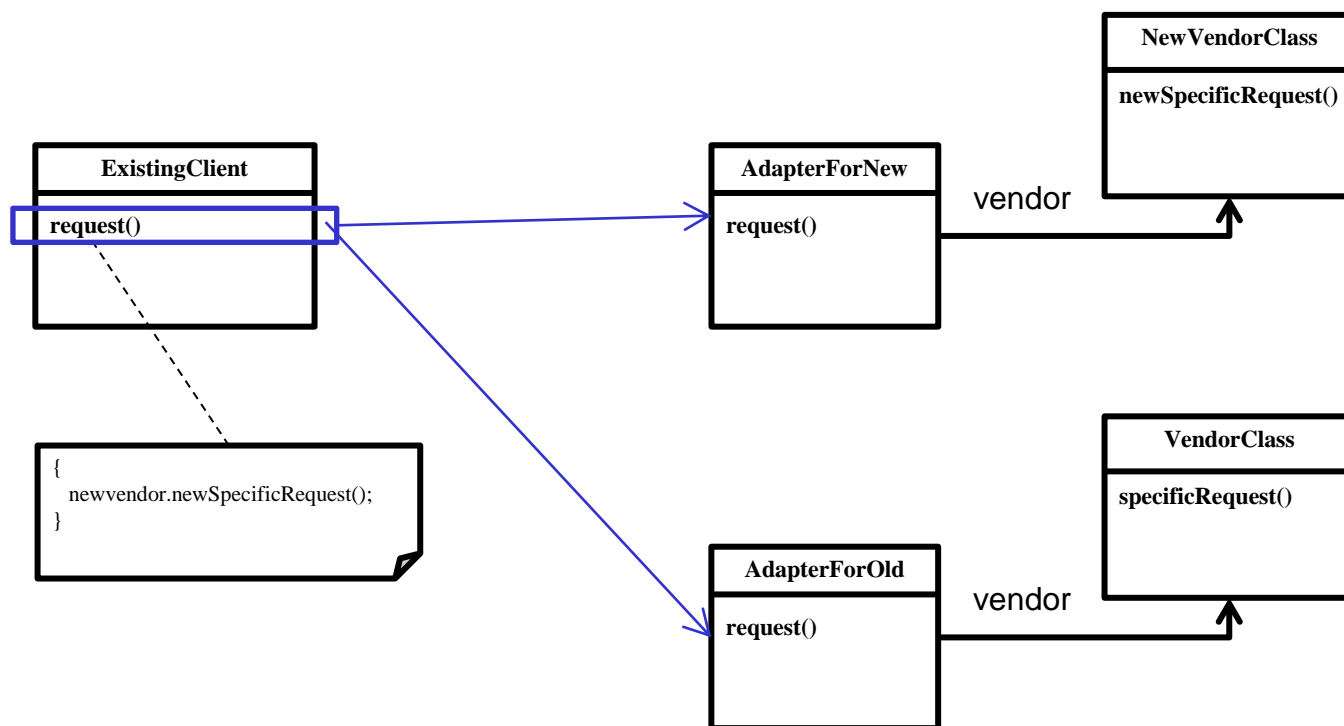 NewVendorClass
newSpecificRequest()
ExistingClient
request()
AdapterForNew
request()
vendor
{
newvendor.newSpecificRequest();
}
VendorClass
specificRequest()
AdapterForOld
request()
vendor